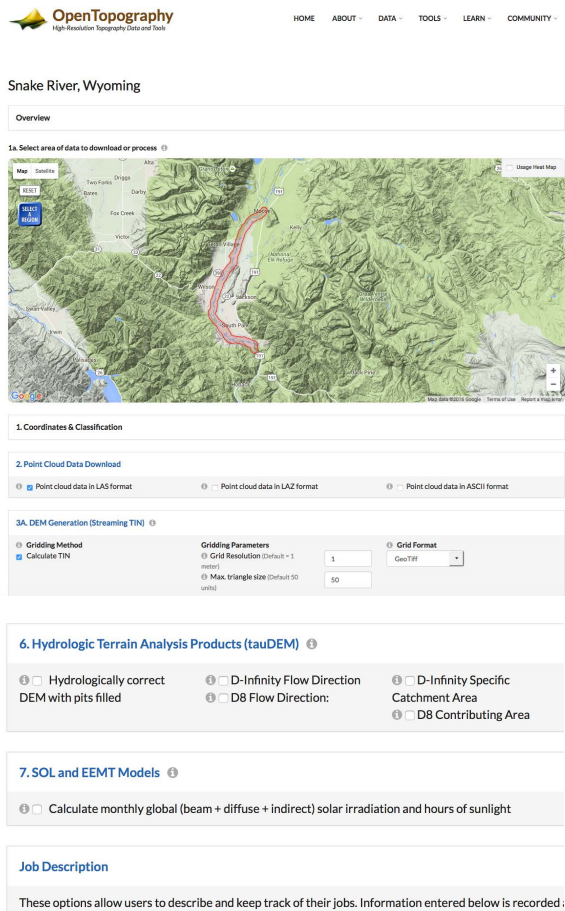 OpenTopography
High-Resolution Topography Data and Tools
HOME ABOUT DATA TOOLS LEARN COMMUNITY
Snake River, Wyoming
Overview
1a. Select area of data to download or process
Map Satellite
Usage Heat Map
RESET
SELECT A REGION
Alta
Driggs
Two Forks
Bates
Darby
Fox Creek
Victor
Moose
Kelly
Village
National Elk Refuge
Wilson
Jackson
Swan Valley
Irwin
Palisades
South Park
191
Google
Map data ©2015 Google Terms of Use Report a map error
1. Coordinates & Classification
2. Point Cloud Data Download
Point cloud data in LAS format
Point cloud data in LAZ format
Point cloud data in ASCII format
3A. DEM Generation (Streaming TIN)
Gridding Method
Calculate TIN
Gridding Parameters
Grid Resolution (Default = 1 meter)
1
Max. triangle size (Default 50 units)
50
Grid Format
GeoTiff
6. Hydrologic Terrain Analysis Products (tauDEM)
Hydrologically correct DEM with pits filled
D-Infinity Flow Direction
D8 Flow Direction:
D-Infinity Specific Catchment Area
D8 Contributing Area
7. SOL and EEMT Models
Calculate monthly global (beam + diffuse + indirect) solar irradiation and hours of sunlight
Job Description
These options allow users to describe and keep track of their jobs. Information entered below is recorded a